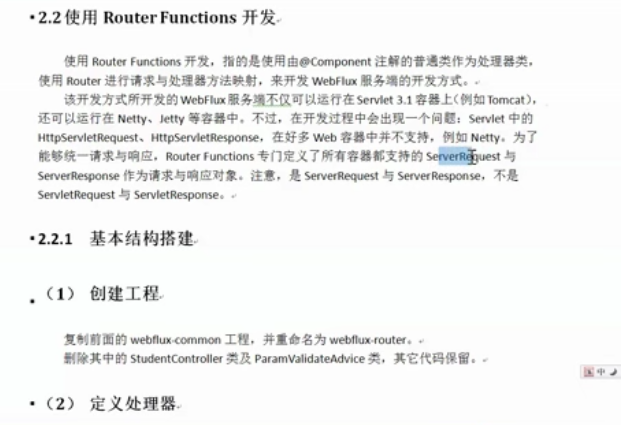 2.2 使用 Router Functions 开发
使用 Router Functions 开发，指的是使用由@Component 注解的普通类作为处理器类，
使用 Router 进行请求与处理器方法映射，来开发 WebFlux 服务端的开发方式。
该开发方式所开发的 WebFlux 服务端不仅可以运行在 Servlet 3.1 容器上（例如 Tomcat），
还可以运行在 Netty、Jetty 等容器中。不过，在开发过程中会出现一个问题：Servlet 中的
HttpServletRequest、HttpServletResponse，在好多 Web 容器中并不支持，例如 Netty。为了
能够统一请求与响应，Router Functions 专门定义了所有容器都支持的 ServerRequest 与
ServerResponse 作为请求与响应对象。注意，是 ServerRequest 与 ServerResponse，不是
ServletRequest 与 ServletResponse。
2.2.1 基本结构搭建
（1） 创建工程
复制前面的 webflux-common 工程，并重命名为 webflux-router。
删除其中的 StudentController 类及 ParamValidateAdvice 类，其它代码保留。
中
（2） 定义处理器